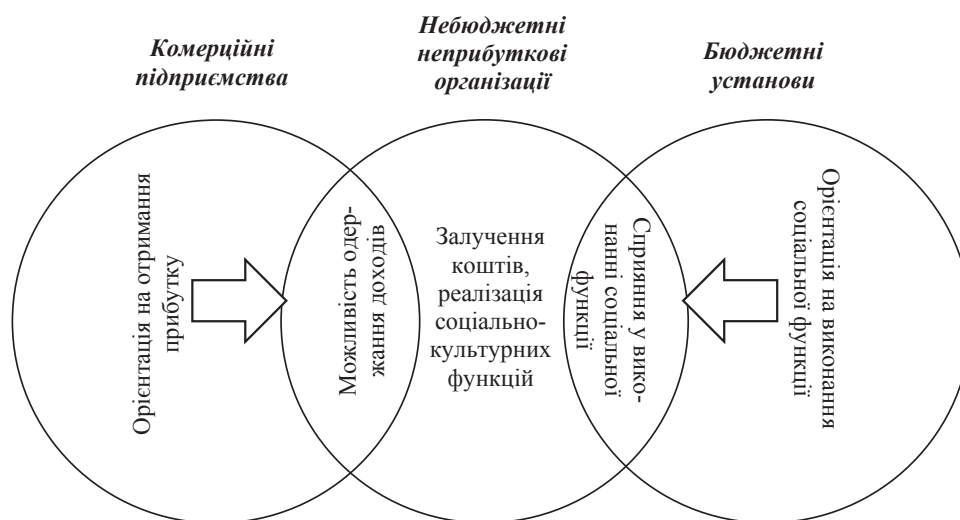 Комерційні
підприємства
Небюджетні
неприбуткові
організації
Бюджетні
установи
Орієнтація на отримання
прибутку
Можливість одер-
жання доходів
Залучення
коштів,
реалізація
соціально-
культурних
функцій
Сприяння у вико-
нанні соціальної
функції
Орієнтація на виконання
соціальної функції